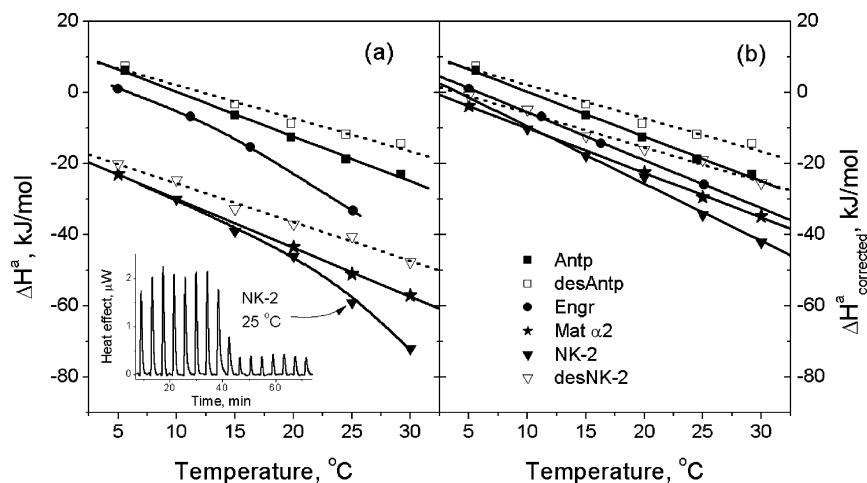 20
0
-20
-40
-60
-80
ΔHᵃ, kJ/mol
(a)
5 10 15 20 25 30
Temperature, °C
Heat effect, μW
2
1
0
20 40 60
Time, min
NK-2
25 °C
(b)
Antp
desAntp
Engr
Mat α2
NK-2
desNK-2
5 10 15 20 25 30
Temperature, °C
20
0
-20
-40
-60
-80
ΔHᵃcorrected, kJ/mol